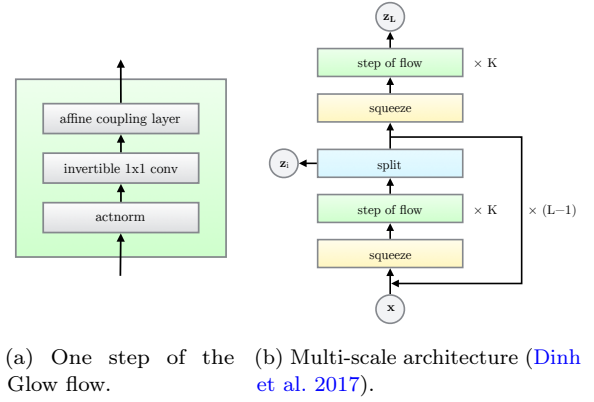 affine coupling layer
invertible 1x1 conv
actnorm
z_L
step of flow
× K
squeeze
z_i
split
step of flow
× K
× (L−1)
squeeze
x
(a) One step of the
Glow flow.
(b) Multi-scale architecture (Dinh
et al. 2017).